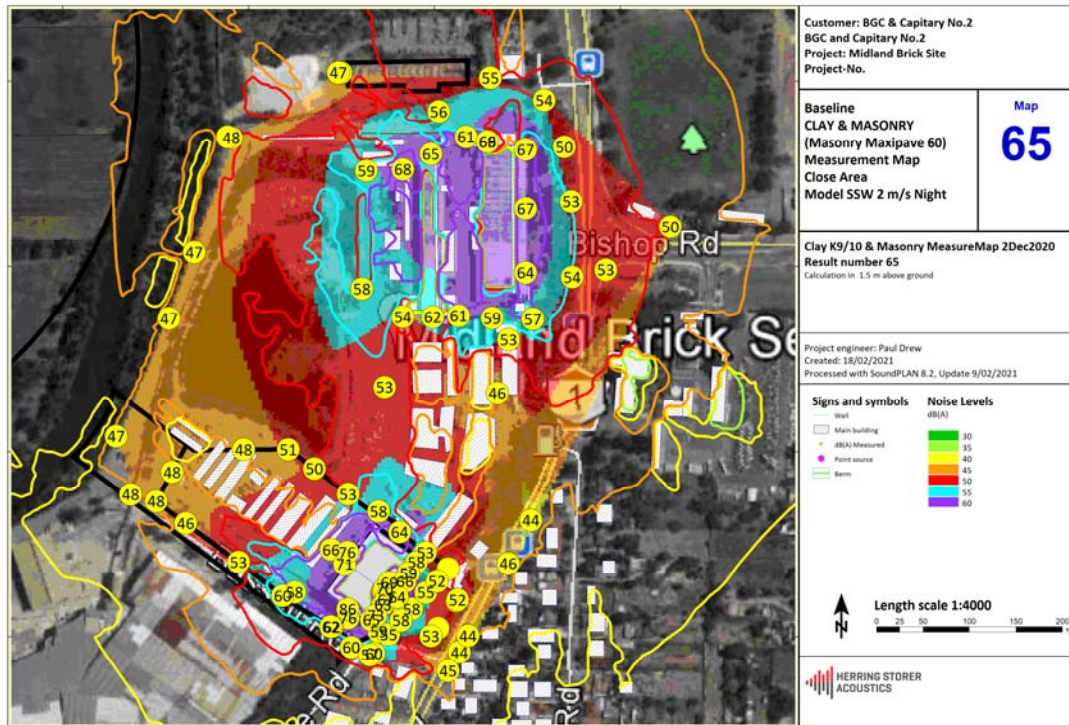 Customer: BGC & Capitary No.2
BGC and Capitary No.2
Project: Midland Brick Site
Project-No.
Baseline
CLAY & MASONRY
(Masonry Maxipave 60)
Measurement Map
Close Area
Model SSW 2 m/s Night
Map
65
Clay K9/10 & Masonry MeasureMap 2Dec2020
Result number 65
Calculation in 1.5 m above ground
Project engineer: Paul Drew
Created: 18/02/2021
Processed with SoundPLAN 8.2, Update 9/02/2021
Signs and symbols
Wall
Main building
dB(A) Measured
Point source
Berm
Noise Levels
dB(A)
30
35
40
45
50
55
60
Length scale 1:4000
0 25 50 100 150 200
m
HERRING STORER
ACOUSTICS
47
55
54
56
48
61
67
50
65
59
68
53
67
50
47
Bishop Rd
64
54
53
58
47
54
62
61
59
57
Brick Se
53
53
46
1
47
48
51
50
48
48
48
53
58
46
64
44
53
66
76
71
53
58
46
59
52
60
55
52
58
86
76
58
62
53
44
60
44
45
Rd
Rd